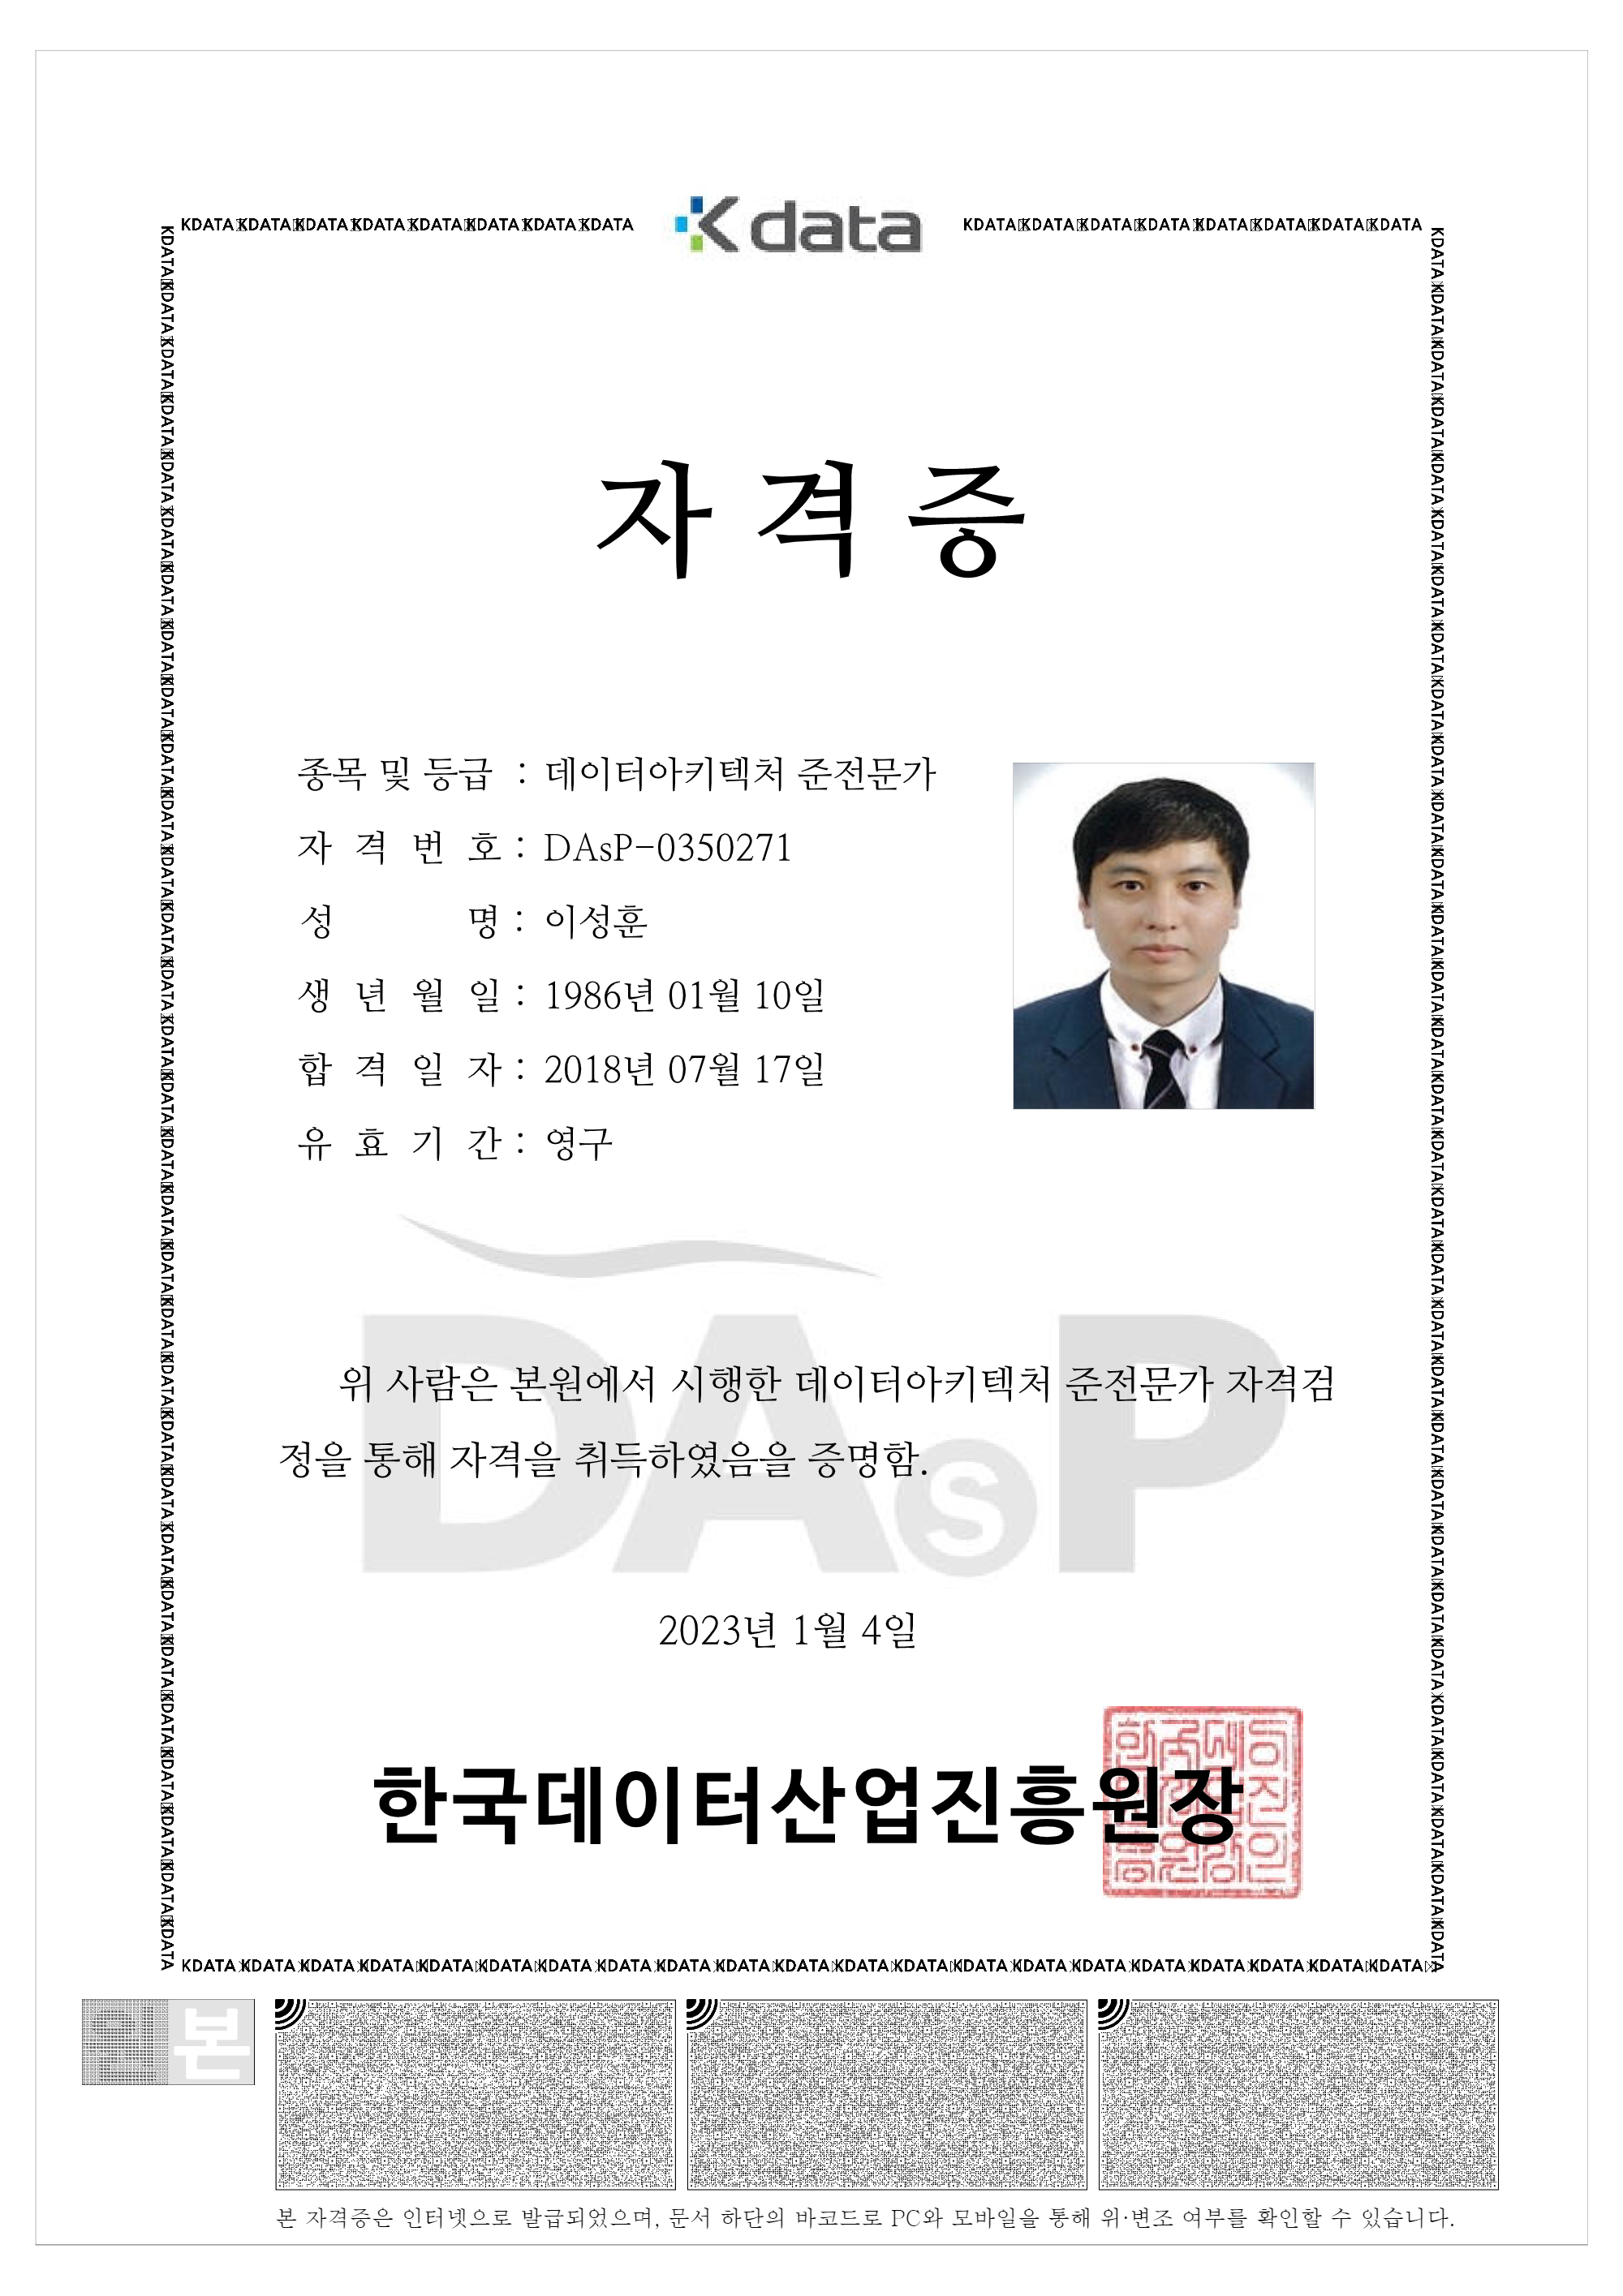 KDATA KDATA KDATA KDATA KDATA KDATA KDATA KDATA
K data
KDATA KDATA KDATA KDATA KDATA KDATA KDATA KDATA
자격증
종목 및 등급 : 데이터아키텍처 준전문가
자 격 번 호 : DAsP-0350271
성 명 : 이성훈
생 년 월 일 : 1986년 01월 10일
합 격 일 자 : 2018년 07월 17일
유 효 기 간 : 영구
DAsP
위 사람은 본원에서 시행한 데이터아키텍처 준전문가 자격검
정을 통해 자격을 취득하였음을 증명함.
2023년 1월 4일
한국데이터산업진흥원장
KDATA KDATA KDATA KDATA KDATA KDATA KDATA KDATA KDATA KDATA KDATA KDATA KDATA KDATA KDATA KDATA KDATA KDATA KDATA KDATA KDATA
본
본 자격증은 인터넷으로 발급되었으며, 문서 하단의 바코드로 PC와 모바일을 통해 위·변조 여부를 확인할 수 있습니다.